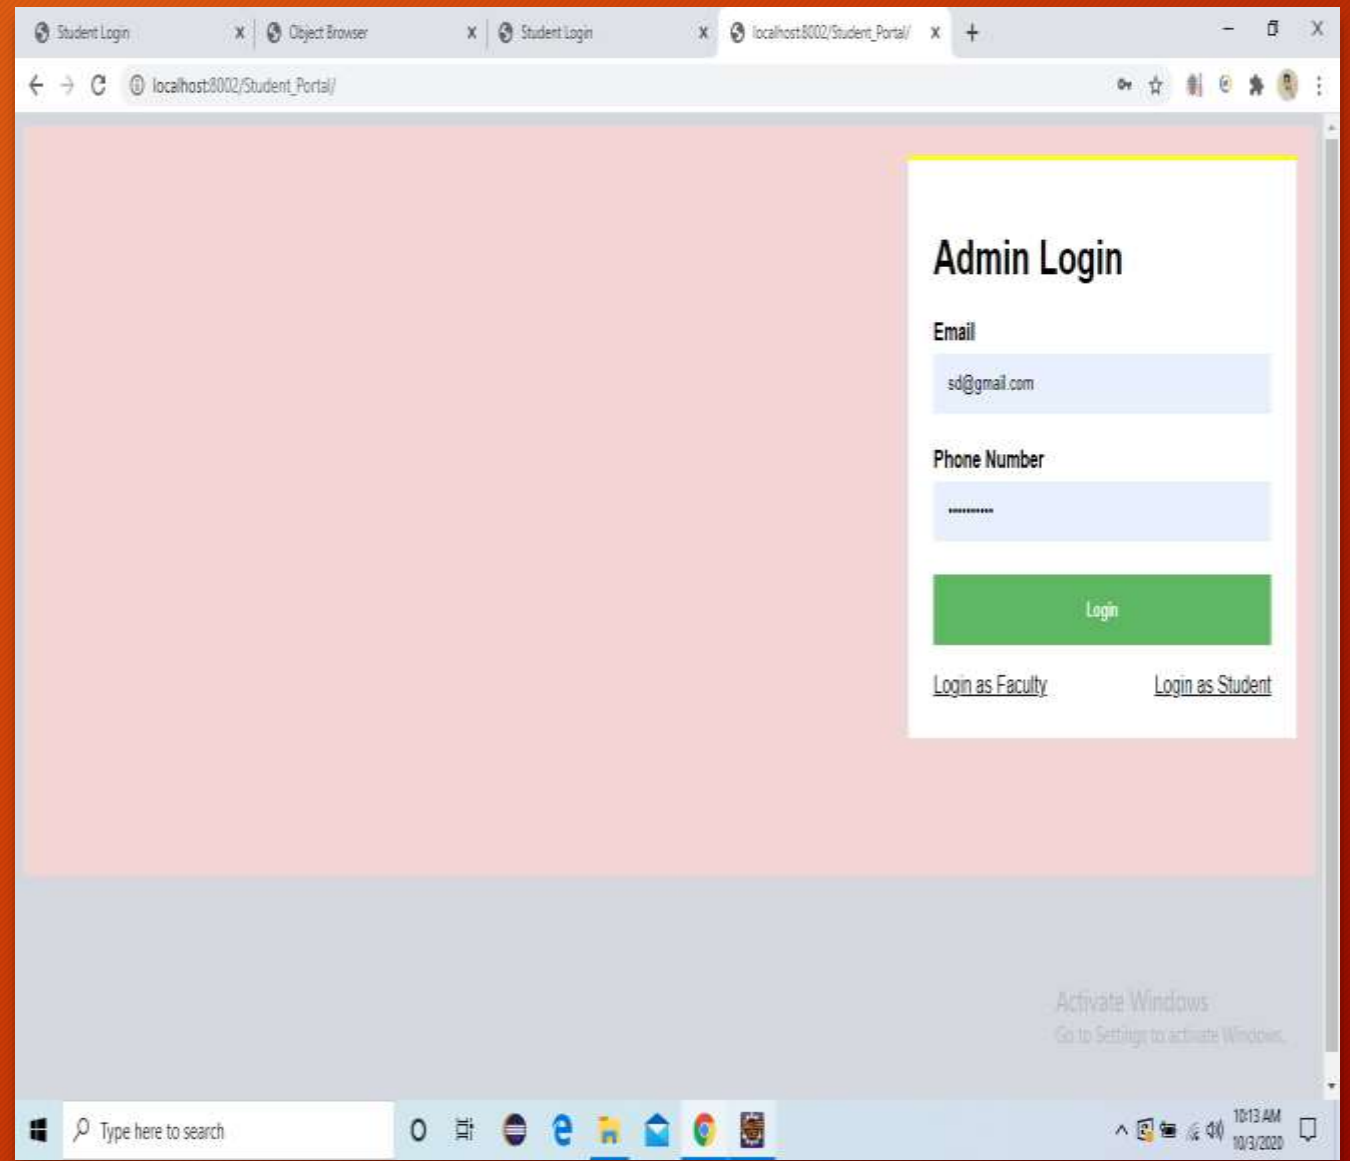 Student Login
Object Browser
Student Login
localhost:8002/Student_Portal/
localhost:8002/Student_Portal/
Admin Login
Email
sd@gmail.com
Phone Number
Login
Login as Faculty
Login as Student
Activate Windows
Go to Settings to activate Windows.
Type here to search
10:13 AM
10/3/2020